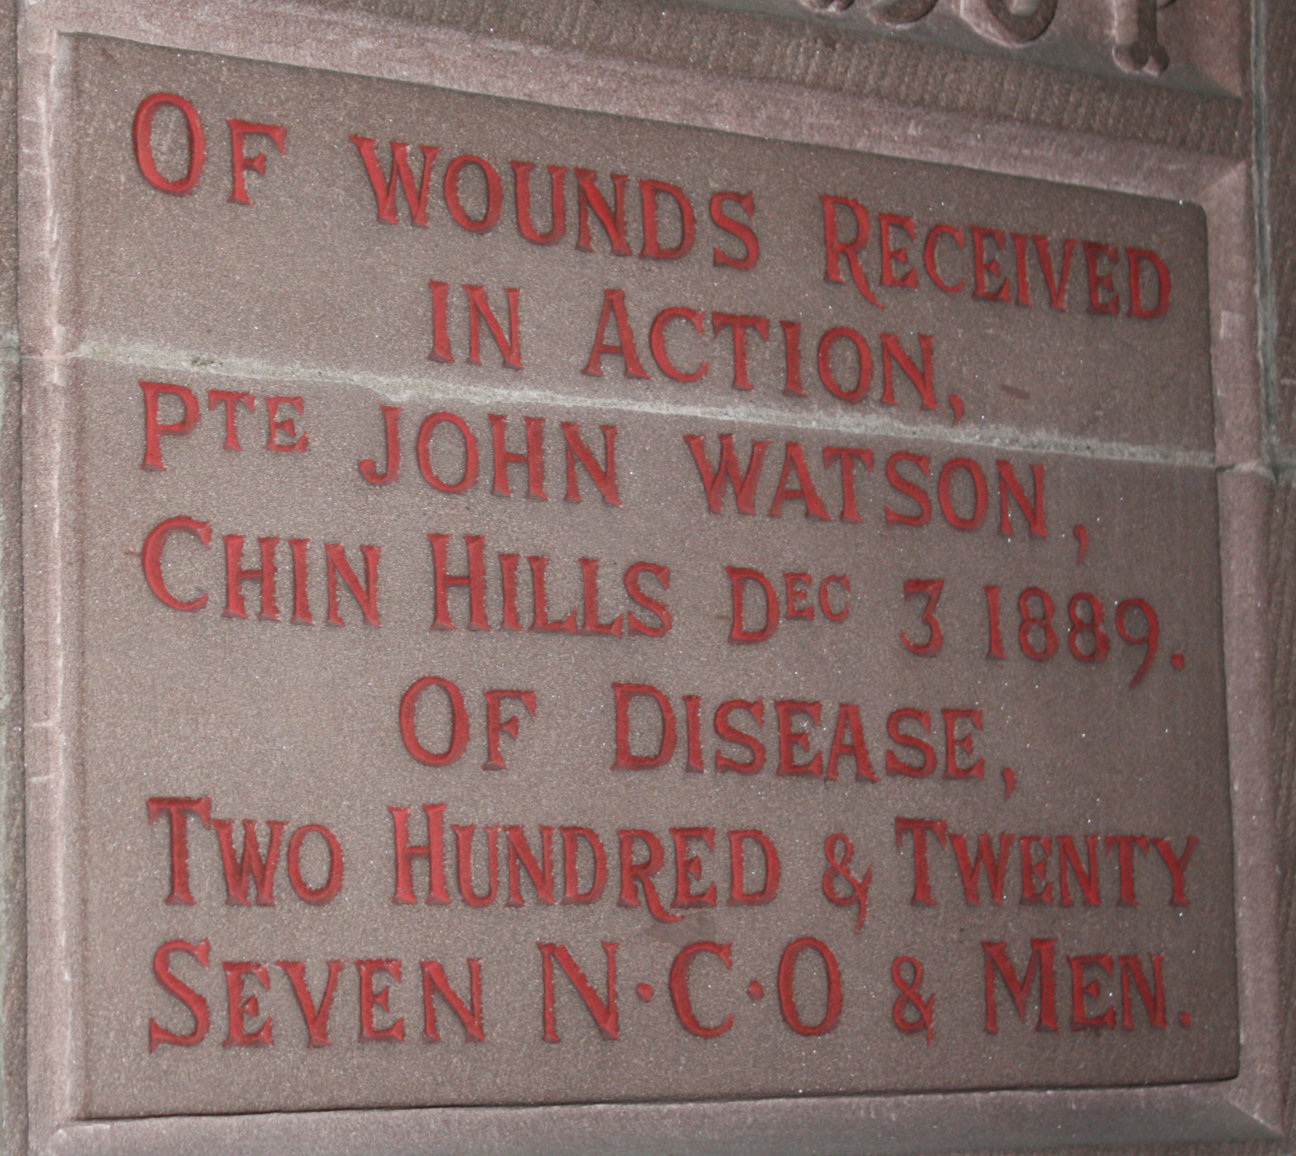 OF WOUNDS RECEIVED
IN ACTION,
PTE JOHN WATSON,
CHIN HILLS DEC 3 1889.
OF DISEASE,
TWO HUNDRED & TWENTY
SEVEN N·C·O & MEN.